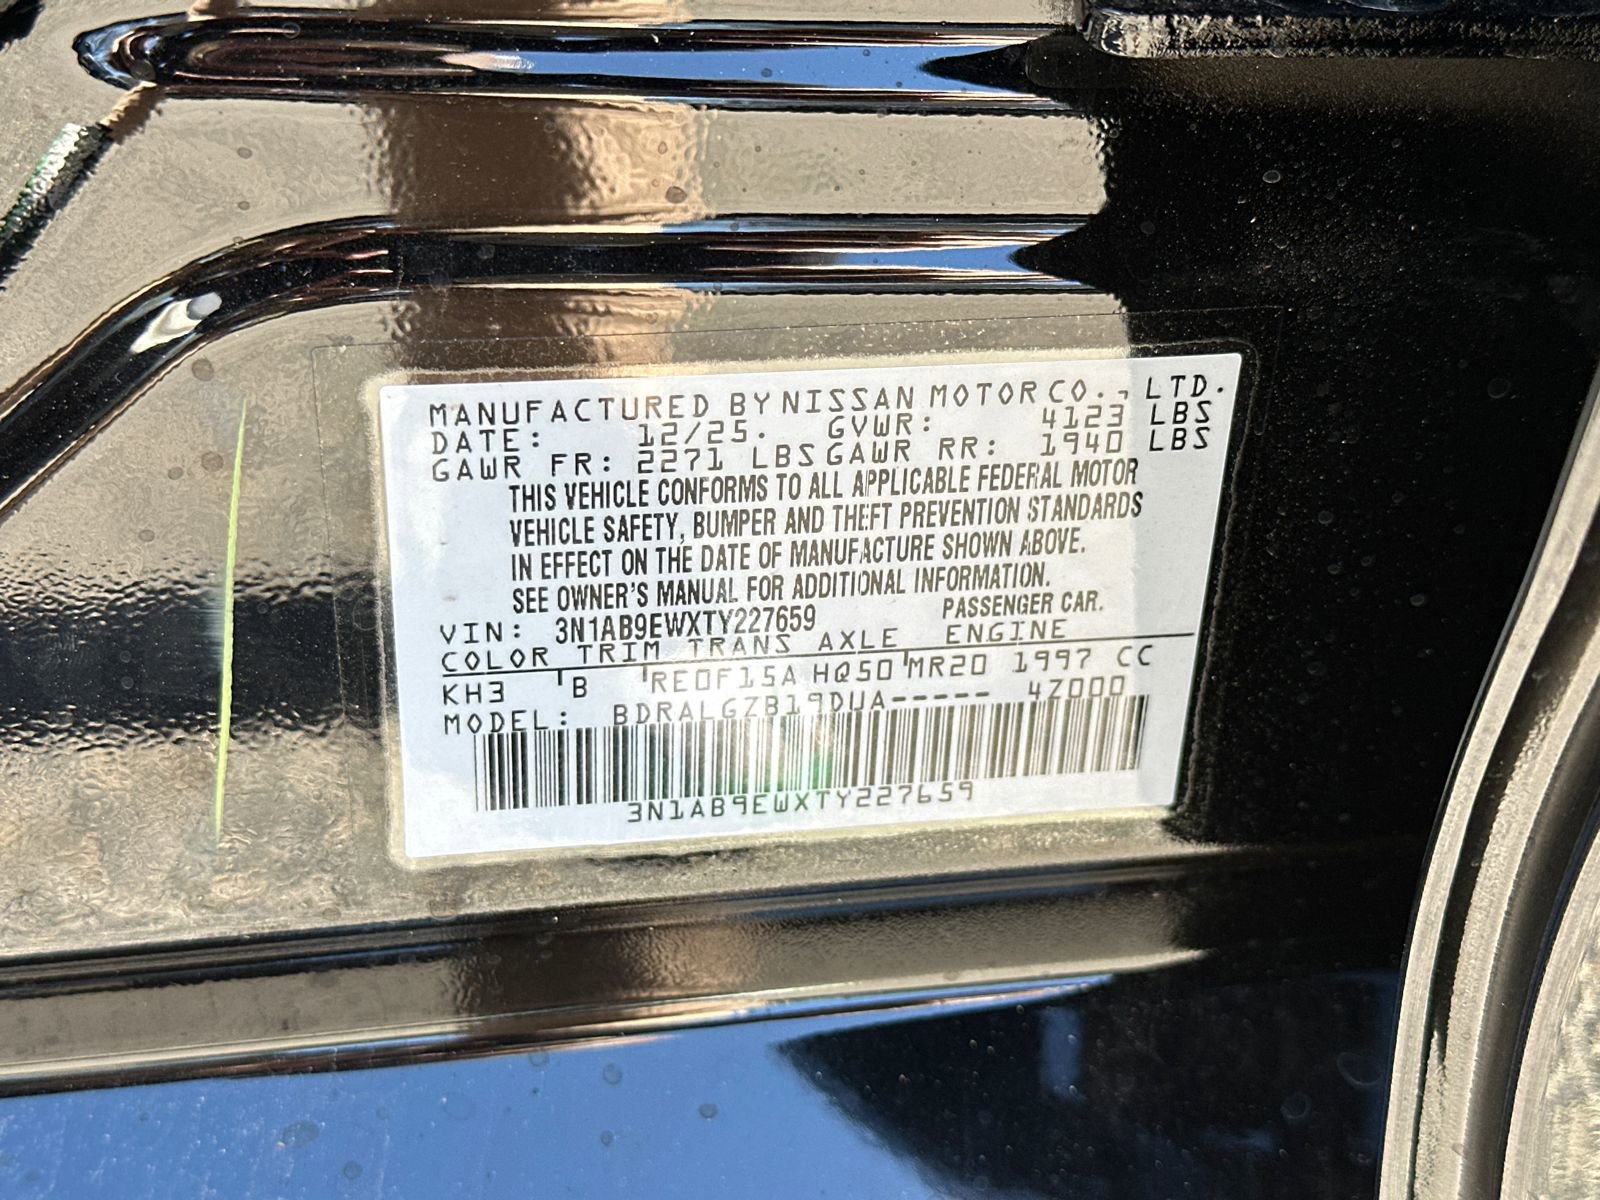 MANUFACTURED BY NISSAN MOTOR CO., LTD.
DATE: 12/25. GVWR: 4123 LBS
GAWR FR: 2271 LBS GAWR RR: 1940 LBS
THIS VEHICLE CONFORMS TO ALL APPLICABLE FEDERAL MOTOR
VEHICLE SAFETY, BUMPER AND THEFT PREVENTION STANDARDS
IN EFFECT ON THE DATE OF MANUFACTURE SHOWN ABOVE.
SEE OWNER'S MANUAL FOR ADDITIONAL INFORMATION.
VIN: 3N1AB9EWXTY227659 PASSENGER CAR.
COLOR TRIM TRANS AXLE ENGINE
KH3 B RE0F15A HQ50 MR20 1997 CC
MODEL: BDRALGZB19DUA----- 4Z000
3N1AB9EWXTY227659